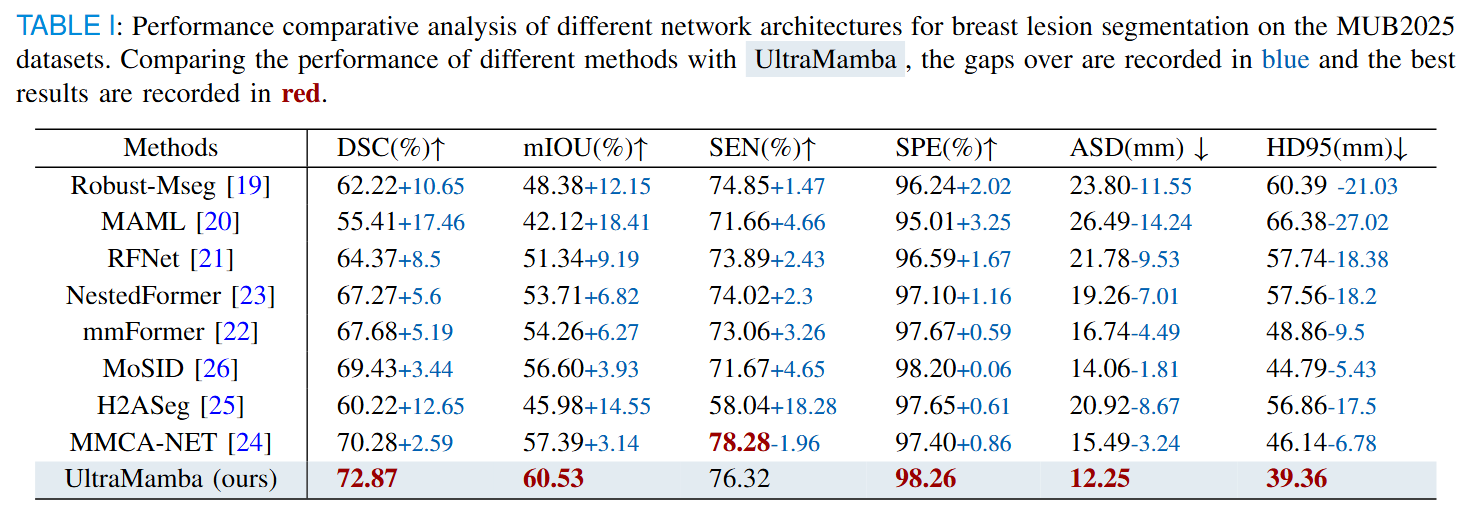 TABLE I: Performance comparative analysis of different network architectures for breast lesion segmentation on the MUB2025
datasets. Comparing the performance of different methods with UltraMamba , the gaps over are recorded in blue and the best
results are recorded in red.
Methods DSC(%)↑ mIOU(%)↑ SEN(%)↑ SPE(%)↑ ASD(mm) ↓ HD95(mm)↓
Robust-Mseg [19] 62.22+10.65 48.38+12.15 74.85+1.47 96.24+2.02 23.80-11.55 60.39 -21.03
MAML [20] 55.41+17.46 42.12+18.41 71.66+4.66 95.01+3.25 26.49-14.24 66.38-27.02
RFNet [21] 64.37+8.5 51.34+9.19 73.89+2.43 96.59+1.67 21.78-9.53 57.74-18.38
NestedFormer [23] 67.27+5.6 53.71+6.82 74.02+2.3 97.10+1.16 19.26-7.01 57.56-18.2
mmFormer [22] 67.68+5.19 54.26+6.27 73.06+3.26 97.67+0.59 16.74-4.49 48.86-9.5
MoSID [26] 69.43+3.44 56.60+3.93 71.67+4.65 98.20+0.06 14.06-1.81 44.79-5.43
H2ASeg [25] 60.22+12.65 45.98+14.55 58.04+18.28 97.65+0.61 20.92-8.67 56.86-17.5
MMCA-NET [24] 70.28+2.59 57.39+3.14 78.28-1.96 97.40+0.86 15.49-3.24 46.14-6.78
UltraMamba (ours) 72.87 60.53 76.32 98.26 12.25 39.36